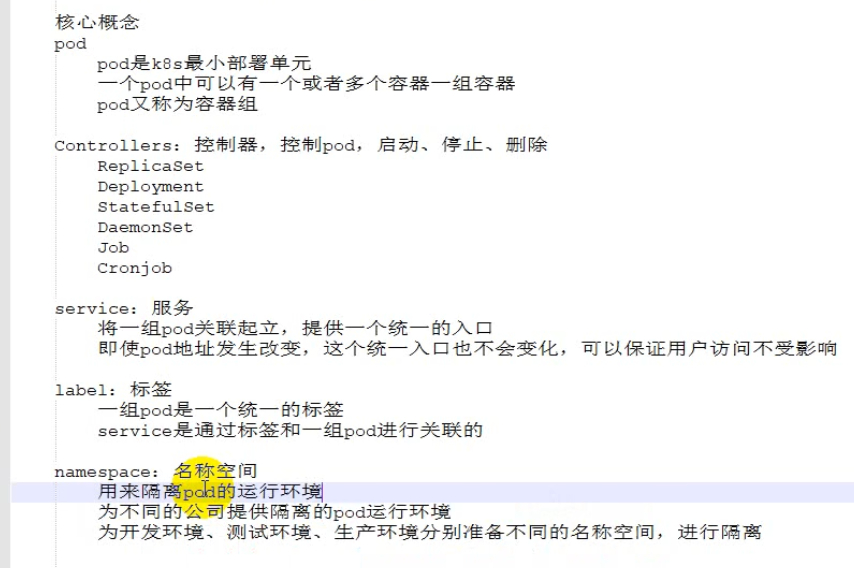 核心概念
pod
pod是k8s最小部署单元
一个pod中可以有一个或者多个容器一组容器
pod又称为容器组
Controllers：控制器，控制pod，启动、停止、删除
ReplicaSet
Deployment
StatefulSet
DaemonSet
Job
Cronjob
service：服务
将一组pod关联起立，提供一个统一的入口
即使pod地址发生改变，这个统一入口也不会变化，可以保证用户访问不受影响
label：标签
一组pod是一个统一的标签
service是通过标签和一组pod进行关联的
namespace：名称空间
用来隔离pod的运行环境
为不同的公司提供隔离的pod运行环境
为开发环境、测试环境、生产环境分别准备不同的名称空间，进行隔离